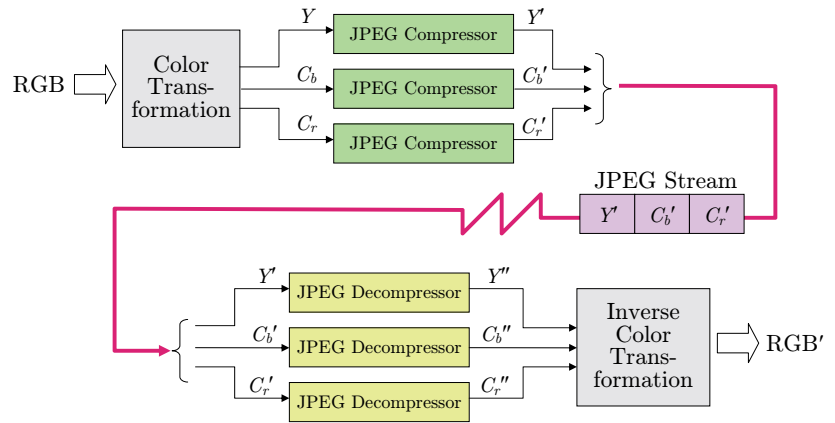 Y
JPEG Compressor
Y′
RGB
Color
Trans-
formation
C_b
JPEG Compressor
C_b′
C_r
JPEG Compressor
C_r′
JPEG Stream
Y′ C_b′ C_r′
Y′
JPEG Decompressor
Y″
C_b′
JPEG Decompressor
C_b″
C_r′
JPEG Decompressor
C_r″
Inverse
Color
Trans-
formation
RGB′